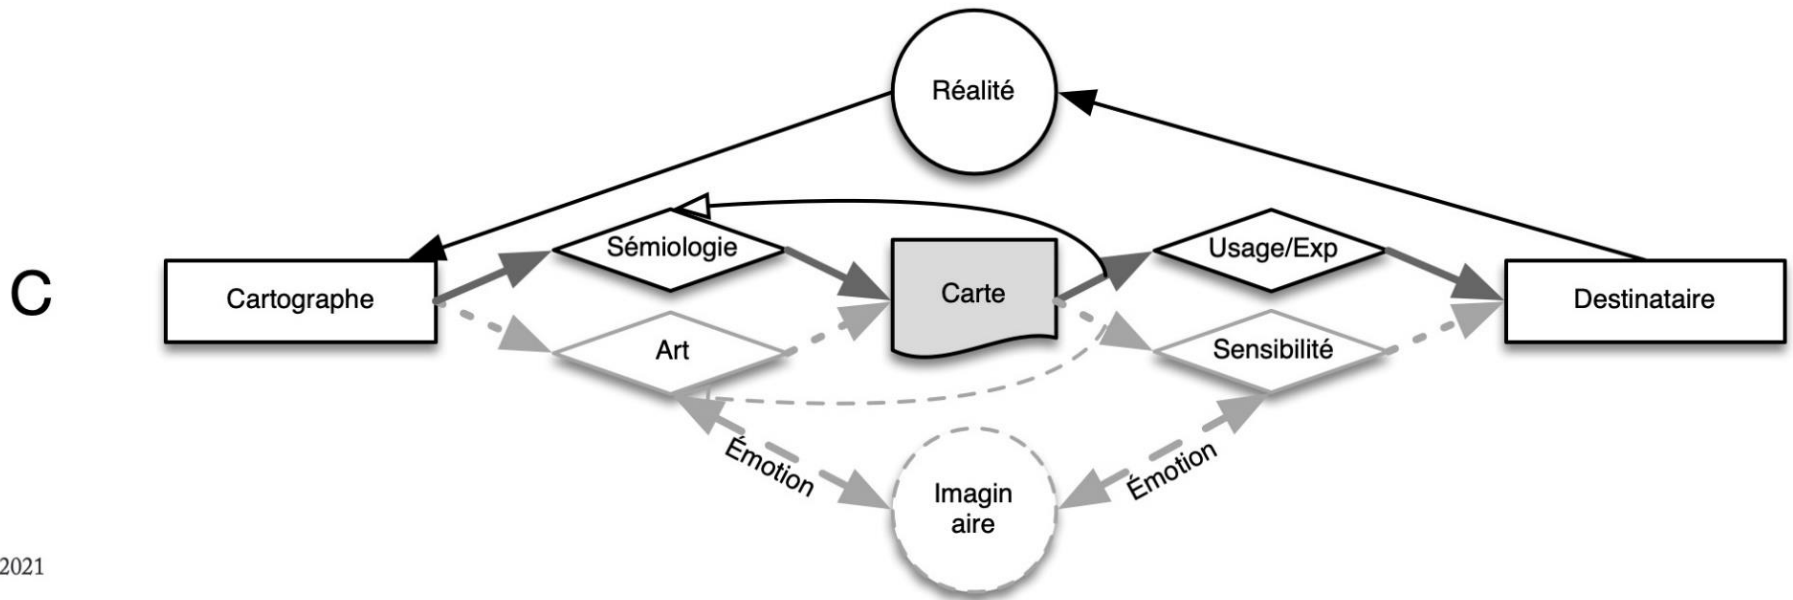 Réalité
C
Cartographe
Sémiologie
Art
Carte
Usage/Exp
Sensibilité
Destinataire
Émotion
Imagin
aire
Émotion
2021